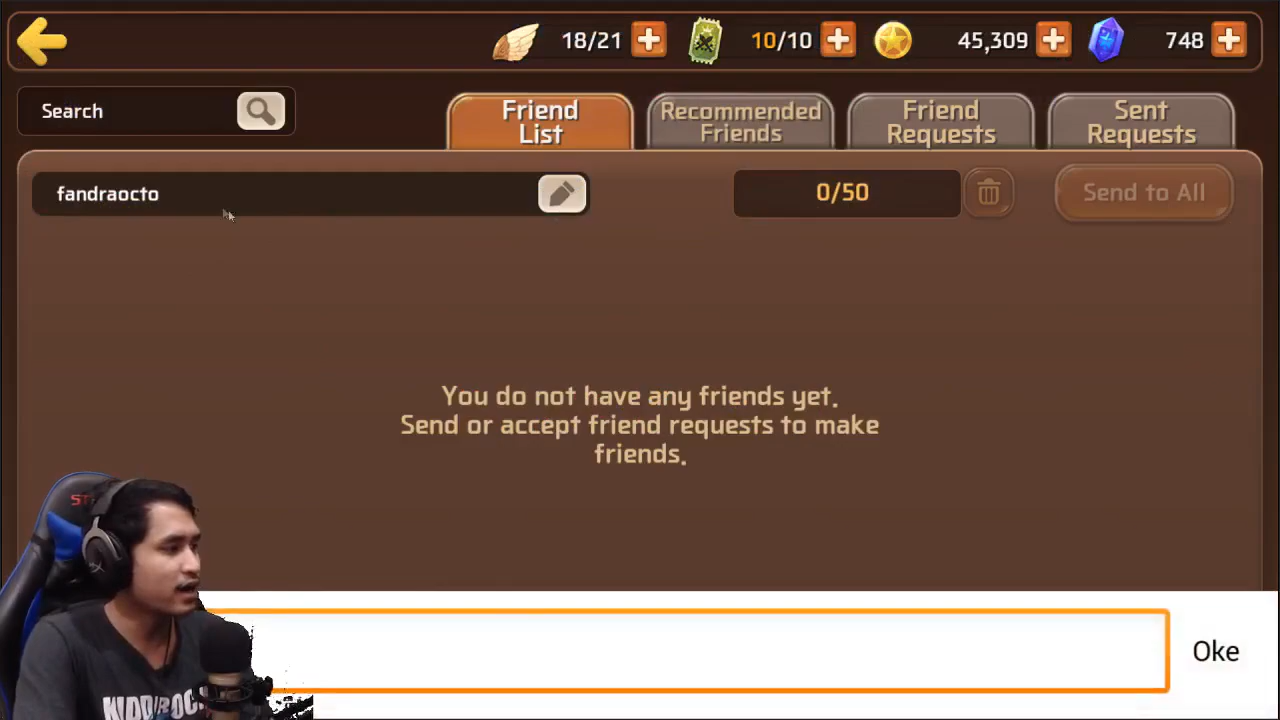 18/21
10/10
45,309
748
Search
Friend
List
Recommended
Friends
Friend
Requests
Sent
Requests
fandraocto
0/50
Send to All
You do not have any friends yet.
Send or accept friend requests to make
friends.
Oke